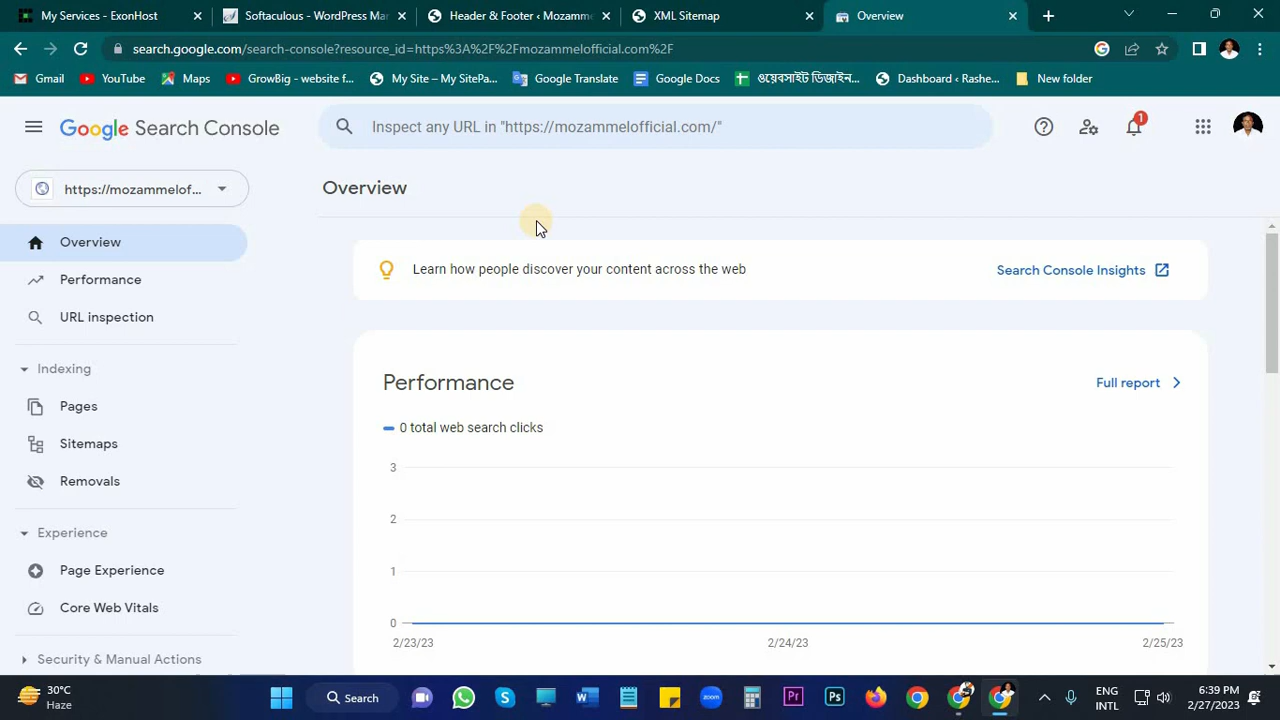 My Services - ExonHost
Softaculous - WordPress Mar
Header & Footer ‹ Mozamme
XML Sitemap
Overview
search.google.com/search-console?resource_id=https%3A%2F%2Fmozammelofficial.com%2F
Gmail
YouTube
Maps
GrowBig - website f...
My Site – My SitePa...
Google Translate
Google Docs
ওয়েবসাইট ডিজাইন...
Dashboard ‹ Rashe...
New folder
Google Search Console
Inspect any URL in "https://mozammelofficial.com/"
1
https://mozammelof...
Overview
Overview
Learn how people discover your content across the web
Search Console Insights
Performance
URL inspection
Performance
Full report
Indexing
0 total web search clicks
Pages
Sitemaps
Removals
3
2
1
0
2/23/23
2/24/23
2/25/23
Experience
Page Experience
Core Web Vitals
Security & Manual Actions
30°C
Haze
Search
ENG
INTL
6:39 PM
2/27/2023